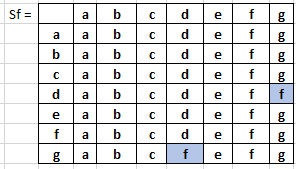 Sf = a b c d e f g
a a b c d e f g
b a b c d e f g
c a b c d e f g
d a b c d e f f
e a b c d e f g
f a b c d e f g
g a b c f e f g